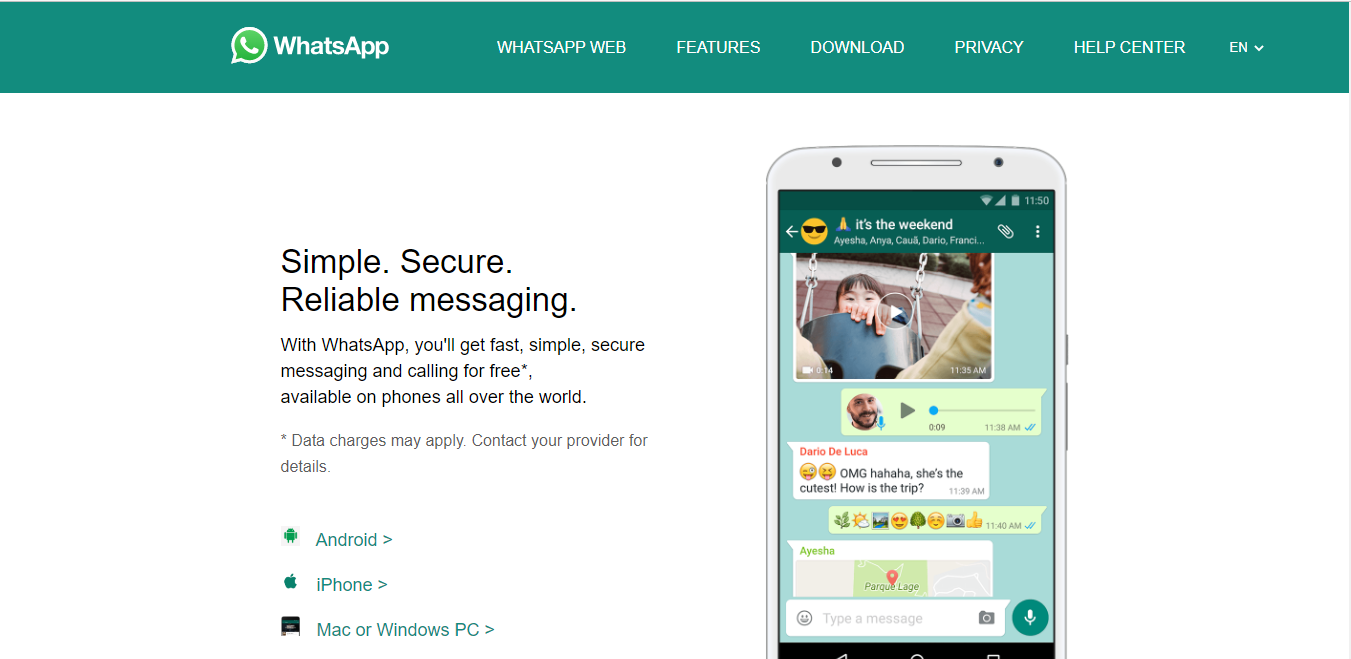 WhatsApp
WHATSAPP WEB
FEATURES
DOWNLOAD
PRIVACY
HELP CENTER
EN
Simple. Secure.
Reliable messaging.
With WhatsApp, you'll get fast, simple, secure
messaging and calling for free*,
available on phones all over the world.
* Data charges may apply. Contact your provider for
details.
Android >
iPhone >
Mac or Windows PC >
11:50
🙏 it's the weekend
Ayesha, Anya, Cauã, Dario, Franci...
0:14
11:35 AM
0:09
11:38 AM
Dario De Luca
😜😝 OMG hahaha, she's the
cutest! How is the trip?
11:39 AM
🌿🌤️🏞️😍🌳☺️📷👍 11:40 AM
Ayesha
Parque Lage
Type a message